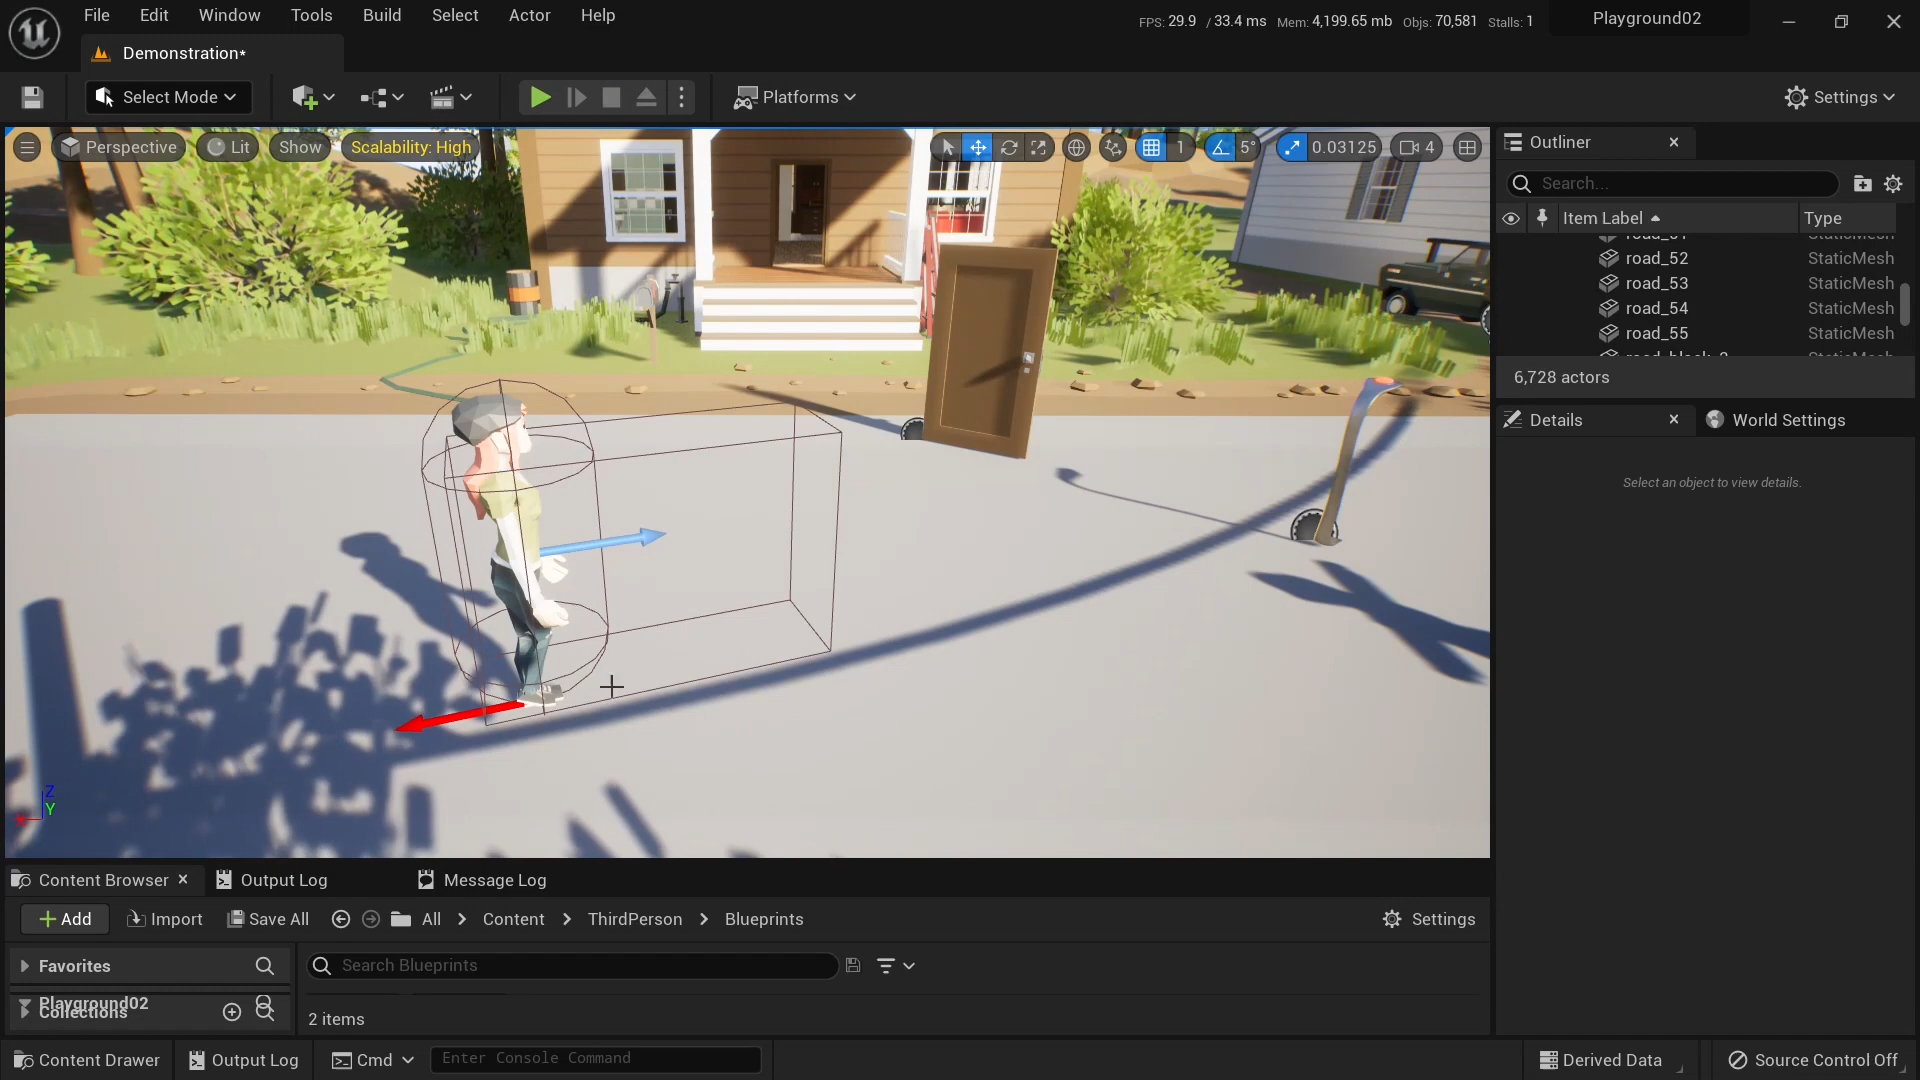 File Edit Window Tools Build Select Actor Help
FPS: 29.9 / 33.4 ms Mem: 4,199.65 mb Objs: 70,581 Stalls: 1
Playground02
Demonstration*
Select Mode
Platforms
Settings
Perspective Lit Show Scalability: High
1 5° 0.03125 4
Outliner
Search...
Item Label Type
road_52 StaticMesh
road_53 StaticMesh
road_54 StaticMesh
road_55 StaticMesh
6,728 actors
Details World Settings
Select an object to view details.
Z
Y
X
Content Browser Output Log Message Log
Add Import Save All All > Content > ThirdPerson > Blueprints Settings
Favorites
Search Blueprints
Playground02
Collections
2 items
Content Drawer Output Log Cmd Enter Console Command Derived Data Source Control Off